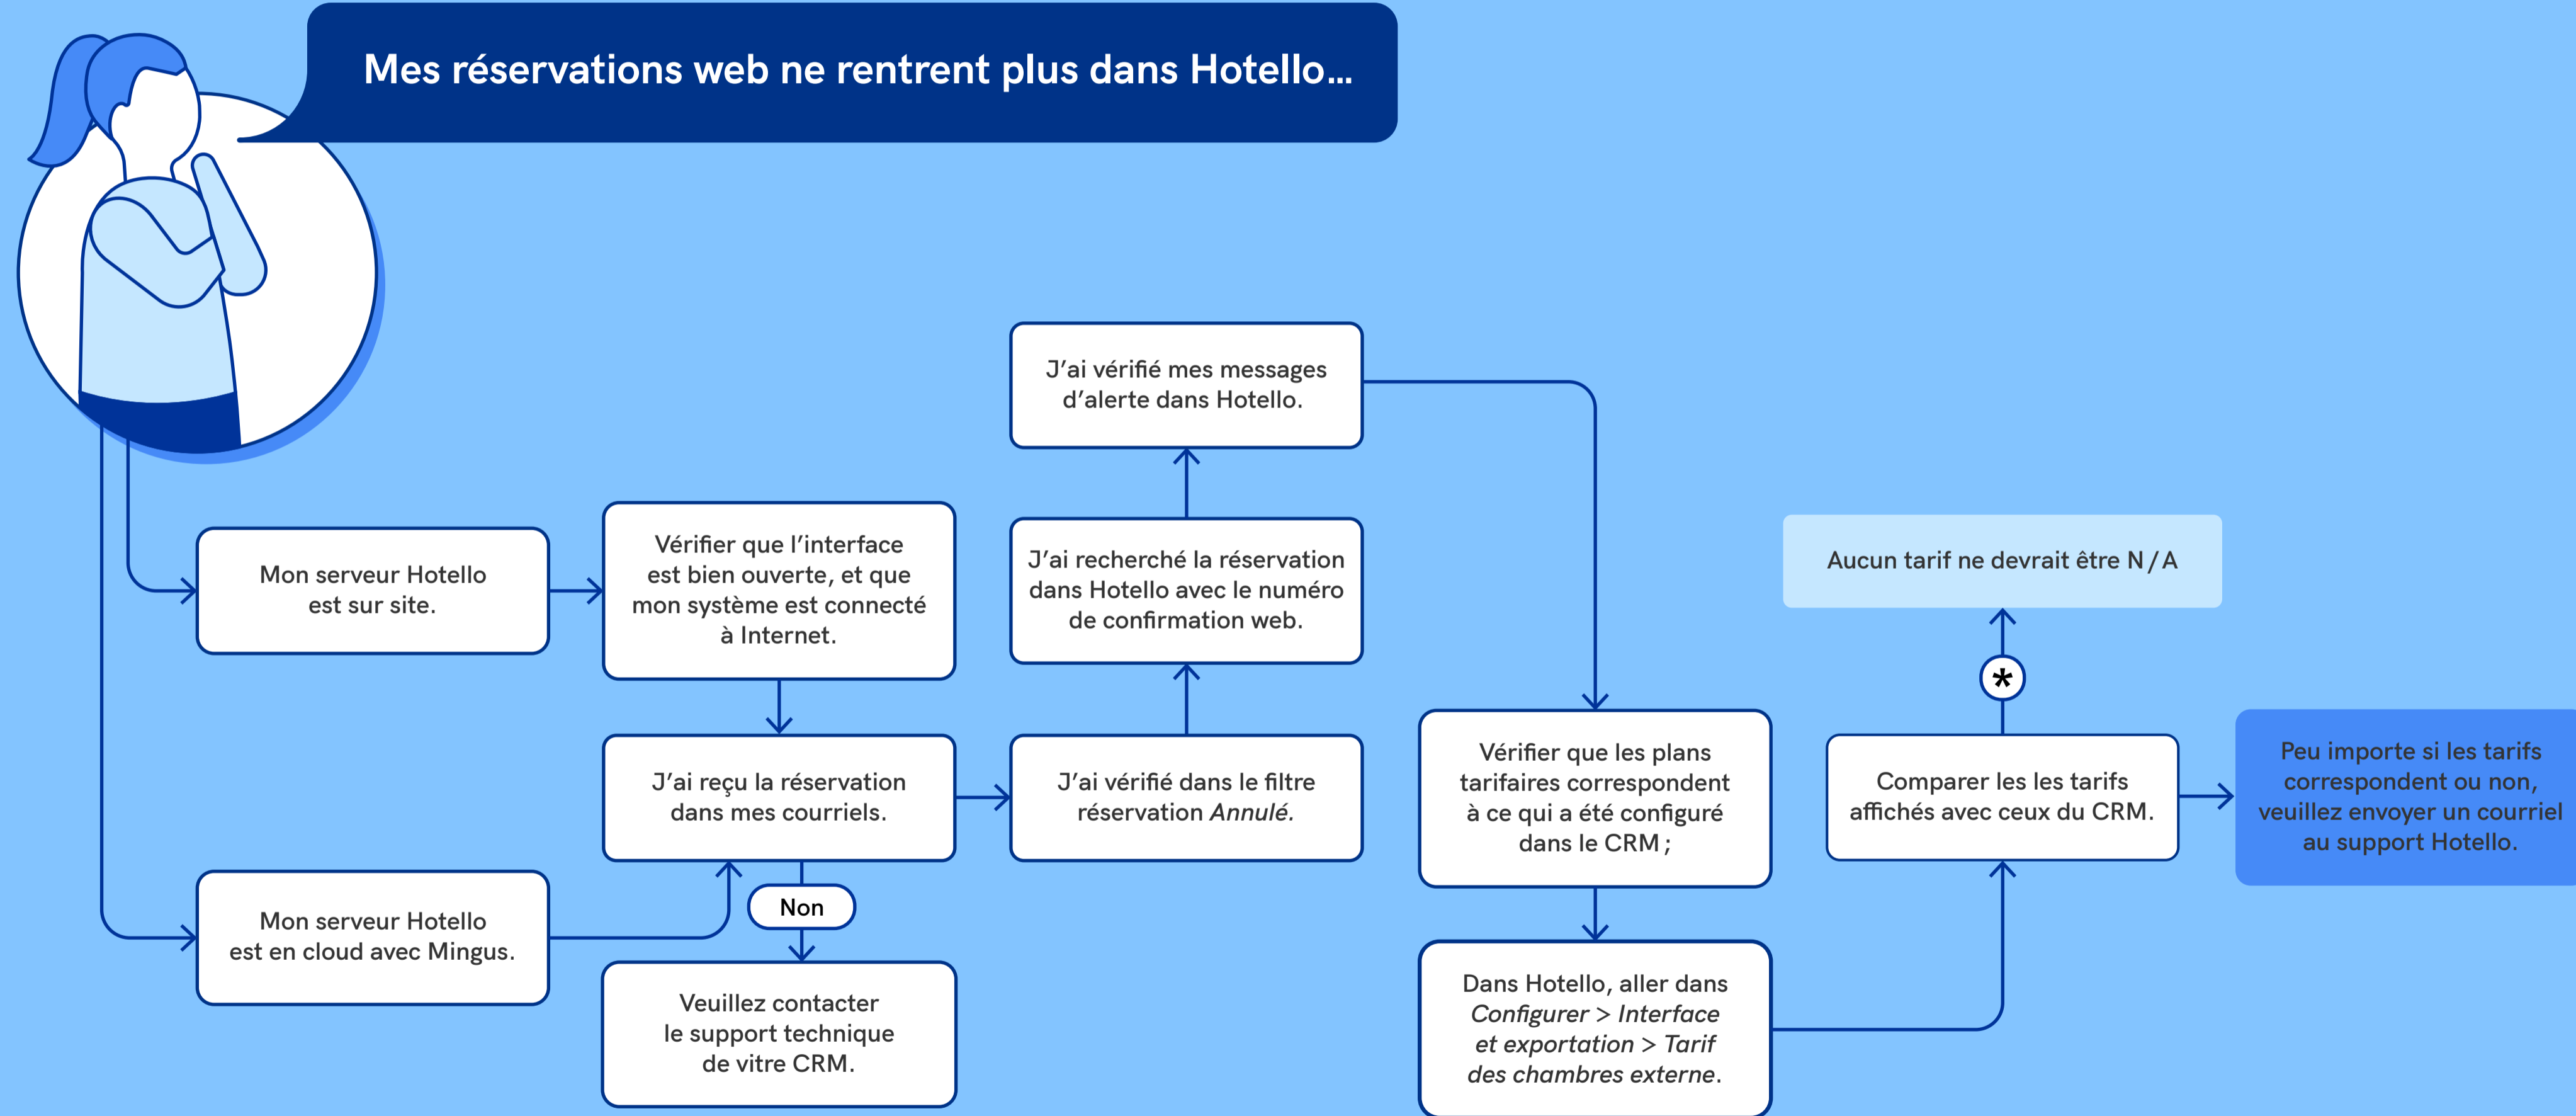 Mes réservations web ne rentrent plus dans Hotello...
Mon serveur Hotello
est sur site.
Vérifier que l'interface
est bien ouverte, et que
mon système est connecté
à Internet.
Mon serveur Hotello
est en cloud avec Mingus.
J'ai reçu la réservation
dans mes courriels.
Non
Veuillez contacter
le support technique
de vitre CRM.
J'ai vérifié dans le filtre
réservation Annulé.
J'ai recherché la réservation
dans Hotello avec le numéro
de confirmation web.
J'ai vérifié mes messages
d'alerte dans Hotello.
Vérifier que les plans
tarifaires correspondent
à ce qui a été configuré
dans le CRM ;
Dans Hotello, aller dans
Configurer > Interface
et exportation > Tarif
des chambres externe.
Comparer les les tarifs
affichés avec ceux du CRM.
*
Aucun tarif ne devrait être N / A
Peu importe si les tarifs
correspondent ou non,
veuillez envoyer un courriel
au support Hotello.